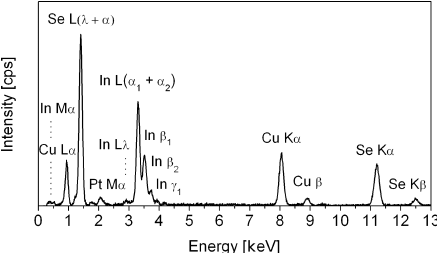 Intensity [cps]
Se L(λ + α)
In L(α₁ + α₂)
In Mα
In Lλ
In β₁
Cu Kα
Cu Lα
Se Kα
In β₂
Pt Mα
In γ₁
Cu β
Se Kβ
0 1 2 3 4 5 6 7 8 9 10 11 12 13
Energy [keV]